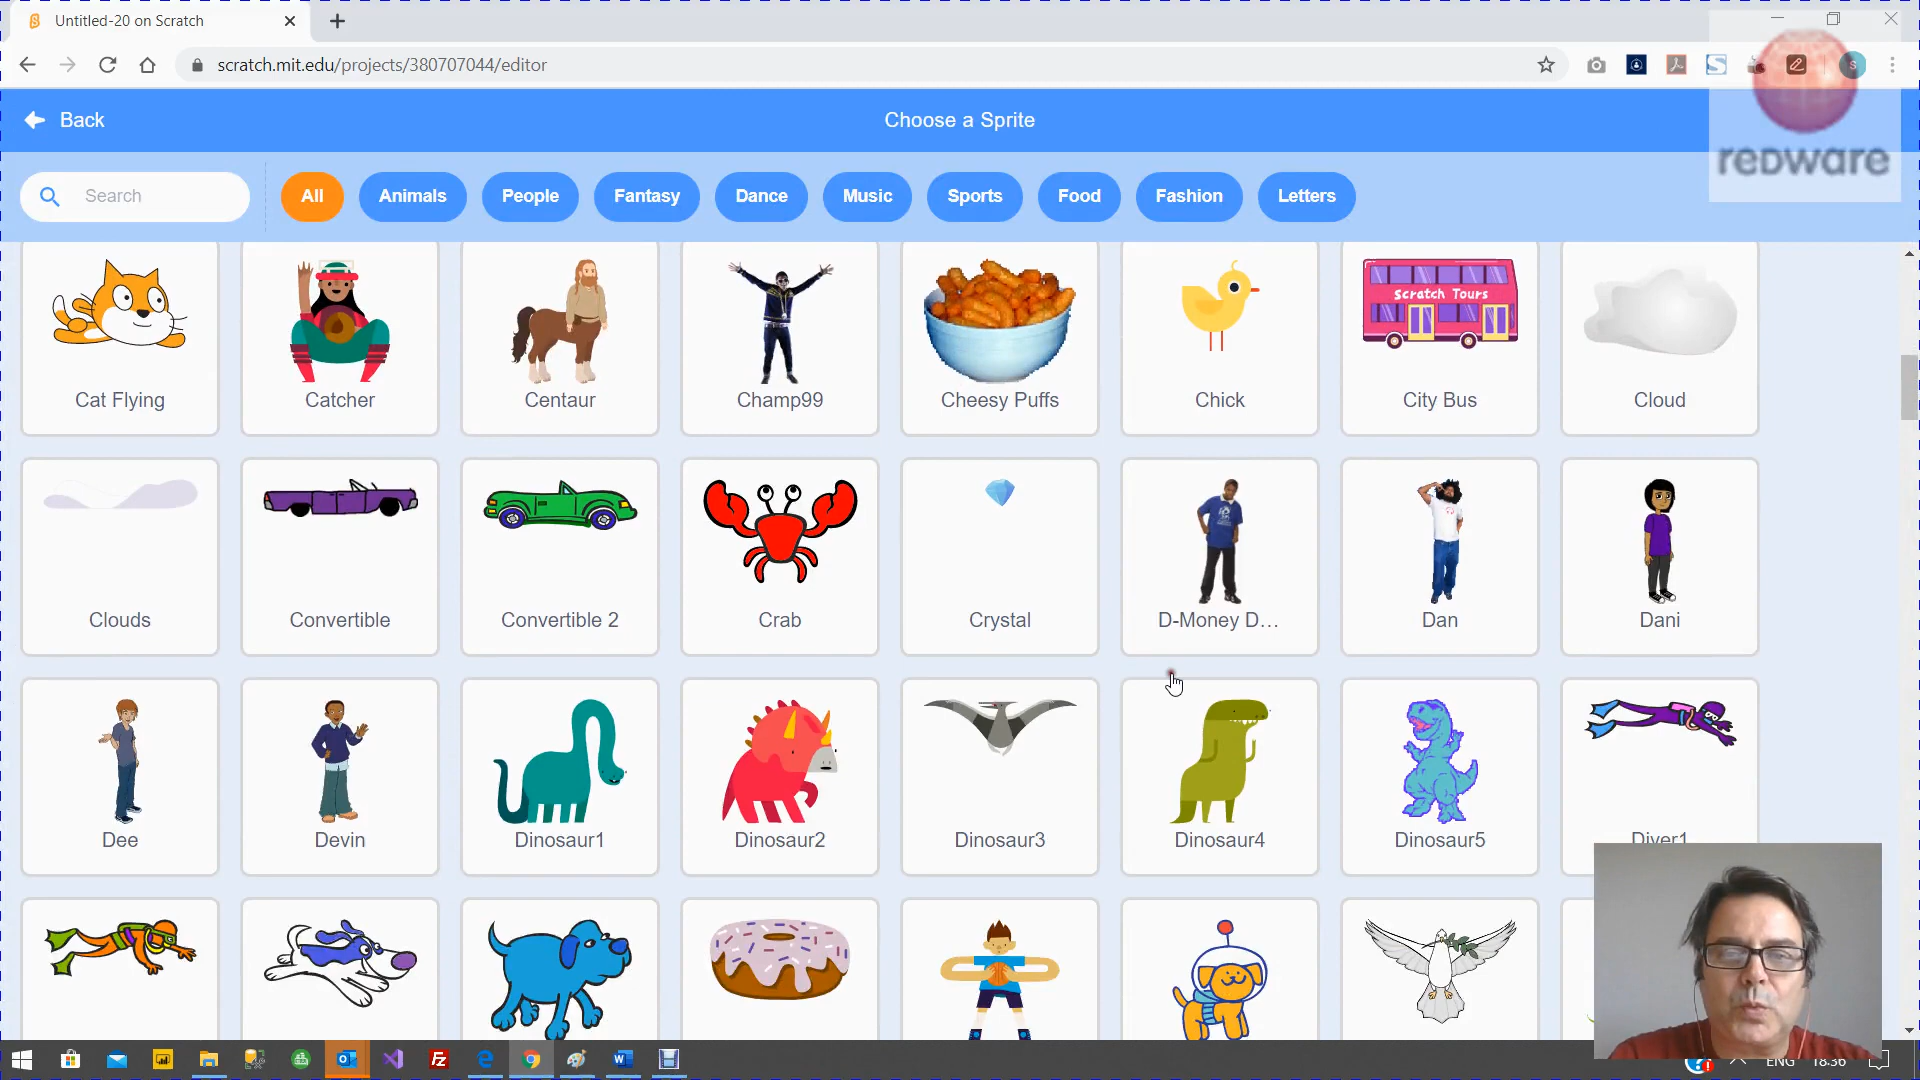 Untitled-20 on Scratch
scratch.mit.edu/projects/380707044/editor
S
Back
Choose a Sprite
redware
Search
All
Animals
People
Fantasy
Dance
Music
Sports
Food
Fashion
Letters
Scratch Tours
Cat Flying
Catcher
Centaur
Champ99
Cheesy Puffs
Chick
City Bus
Cloud
Clouds
Convertible
Convertible 2
Crab
Crystal
D-Money D...
Dan
Dani
Dee
Devin
Dinosaur1
Dinosaur2
Dinosaur3
Dinosaur4
Dinosaur5
Diver1
ENG
18:36